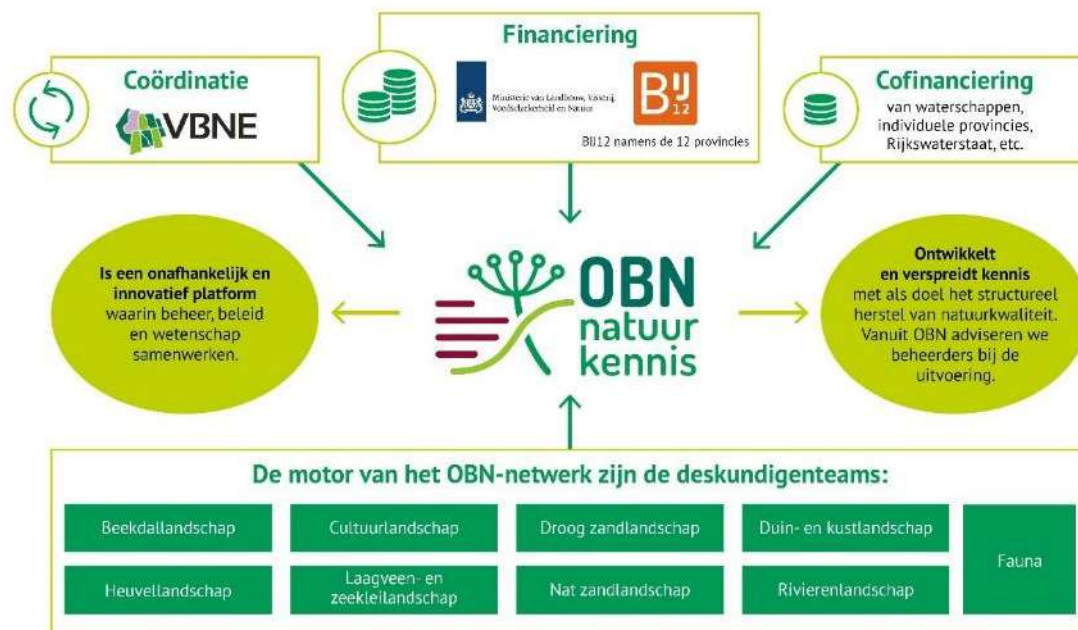 Coördinatie
VBNE
Financiering
Ministerie van Landbouw, Visserij,
Voedselzekerheid en Natuur
BIJ
12
BIJ12 namens de 12 provincies
Cofinanciering
van waterschappen,
individuele provincies,
Rijkswaterstaat, etc.
Is een onafhankelijk en
innovatief platform
waarin beheer, beleid
en wetenschap
samenwerken.
OBN
natuur
kennis
Ontwikkelt
en verspreidt kennis
met als doel het structureel
herstel van natuurkwaliteit.
Vanuit OBN adviseren we
beheerders bij de
uitvoering.
De motor van het OBN-netwerk zijn de deskundigenteams:
Beekdallandschap
Cultuurlandschap
Droog zandlandschap
Duin- en kustlandschap
Fauna
Heuvellandschap
Laagveen- en
zeekleilandschap
Nat zandlandschap
Rivierenlandschap